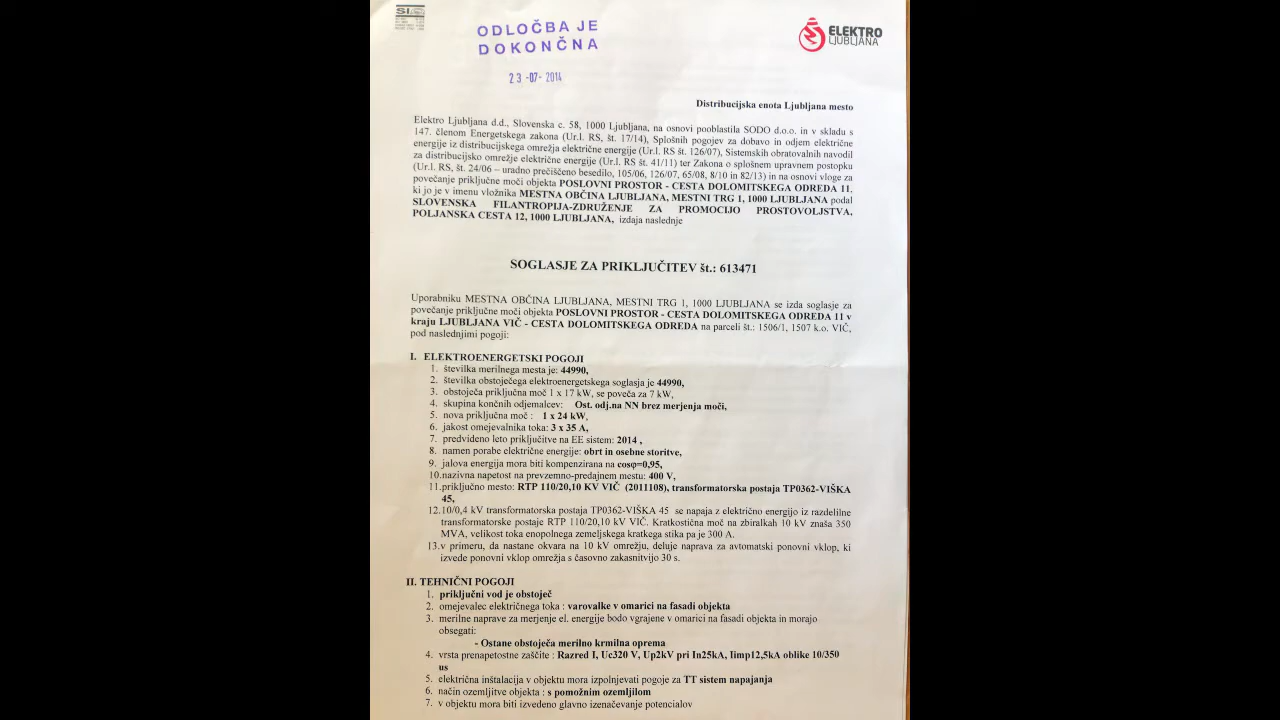 SIQ
ODLOČBA JE
DOKONČNA
23 -07- 2014
ELEKTRO
LJUBLJANA
Distribucijska enota Ljubljana mesto
Elektro Ljubljana d.d., Slovenska c. 58, 1000 Ljubljana, na osnovi pooblastila SODO d.o.o. in v skladu s
147. členom Energetskega zakona (Ur.l. RS, št. 17/14), Splošnih pogojev za dobavo in odjem električne
energije iz distribucijskega omrežja električne energije (Ur.l. RS št. 126/07), Sistemskih obratovalnih navodil
za distribucijsko omrežje električne energije (Ur.l. RS št. 41/11) ter Zakona o splošnem upravnem postopku
(Ur.l. RS, št. 24/06 – uradno prečiščeno besedilo, 105/06, 126/07, 65/08, 8/10 in 82/13) in na osnovi vloge za
povečanje priključne moči objekta POSLOVNI PROSTOR - CESTA DOLOMITSKEGA ODREDA 11,
ki jo je v imenu vložnika MESTNA OBČINA LJUBLJANA, MESTNI TRG 1, 1000 LJUBLJANA podal
SLOVENSKA FILANTROPIJA-ZDRUŽENJE ZA PROMOCIJO PROSTOVOLJSTVA,
POLJANSKA CESTA 12, 1000 LJUBLJANA, izdaja naslednje
SOGLASJE ZA PRIKLJUČITEV št.: 613471
Uporabniku MESTNA OBČINA LJUBLJANA, MESTNI TRG 1, 1000 LJUBLJANA se izda soglasje za
povečanje priključne moči objekta POSLOVNI PROSTOR - CESTA DOLOMITSKEGA ODREDA 11 v
kraju LJUBLJANA VIČ - CESTA DOLOMITSKEGA ODREDA na parceli št.: 1506/1, 1507 k.o. VIČ,
pod naslednjimi pogoji:
I. ELEKTROENERGETSKI POGOJI
1. številka merilnega mesta je: 44990,
2. številka obstoječega elektroenergetskega soglasja je 44990,
3. obstoječa priključna moč 1 x 17 kW, se poveča za 7 kW,
4. skupina končnih odjemalcev: Ost. odj.na NN brez merjenja moči,
5. nova priključna moč : 1 x 24 kW,
6. jakost omejevalnika toka: 3 x 35 A,
7. predvideno leto priključitve na EE sistem: 2014 ,
8. namen porabe električne energije: obrt in osebne storitve,
9. jalova energija mora biti kompenzirana na cosφ=0,95,
10.nazivna napetost na prevzemno-predajnem mestu: 400 V,
11.priključno mesto: RTP 110/20,10 KV VIČ (2011108), transformatorska postaja TP0362-VIŠKA
45,
12.10/0,4 kV transformatorska postaja TP0362-VIŠKA 45 se napaja z električno energijo iz razdelilne
transformatorske postaje RTP 110/20,10 kV VIČ. Kratkostična moč na zbiralkah 10 kV znaša 350
MVA, velikost toka enopolnega zemeljskega kratkega stika pa je 300 A.
13.v primeru, da nastane okvara na 10 kV omrežju, deluje naprava za avtomatski ponovni vklop, ki
izvede ponovni vklop omrežja s časovno zakasnitvijo 30 s.
II. TEHNIČNI POGOJI
1. priključni vod je obstoječ
2. omejevalec električnega toka : varovalke v omarici na fasadi objekta
3. merilne naprave za merjenje el. energije bodo vgrajene v omarici na fasadi objekta in morajo
obsegati:
- Ostane obstoječa merilno krmilna oprema
4. vrsta prenapetostne zaščite : Razred I, Uc320 V, Up2kV pri In25kA, Iimp12,5kA oblike 10/350
us
5. električna inštalacija v objektu mora izpolnjevati pogoje za TT sistem napajanja
6. način ozemljitve objekta : s pomožnim ozemljilom
7. v objektu mora biti izvedeno glavno izenačevanje potencialov